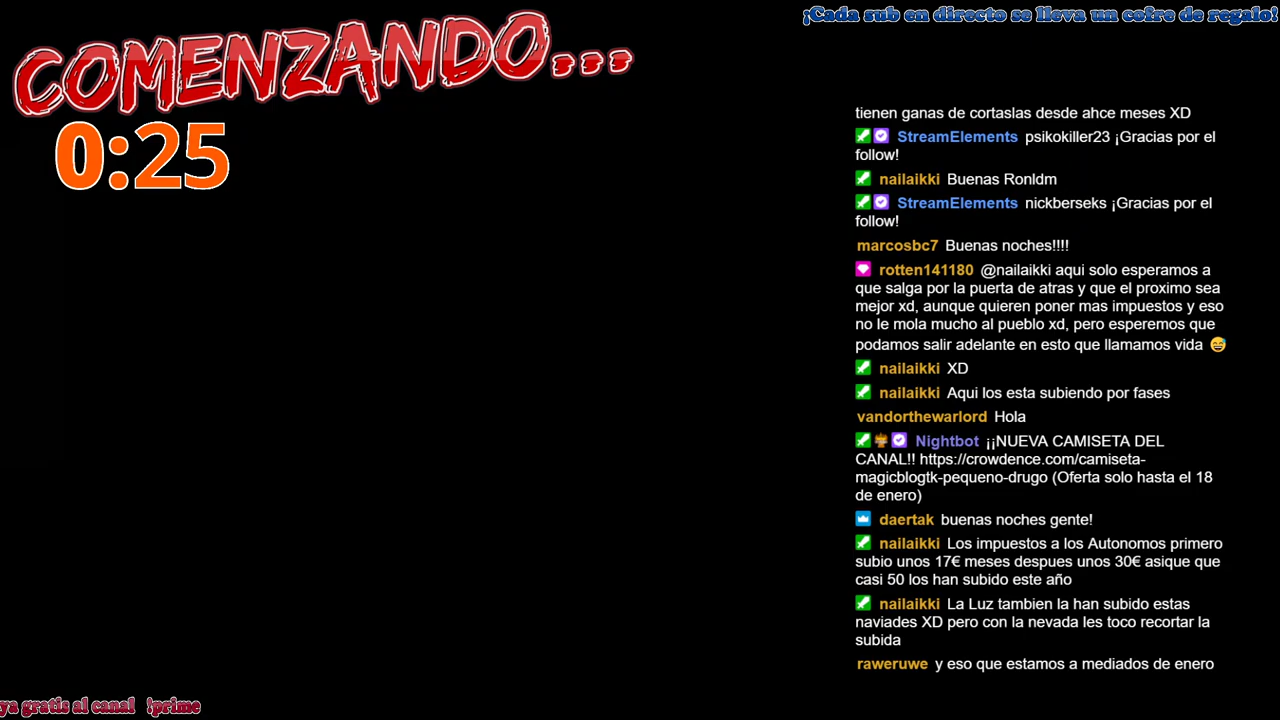 ¡Cada sub en directo se lleva un cofre de regalo!
COMENZANDO...
0:25
tienen ganas de cortaslas desde ahce meses XD
StreamElements psikokiller23 ¡Gracias por el
follow!
nailaikki Buenas Ronldm
StreamElements nickberseks ¡Gracias por el
follow!
marcosbc7 Buenas noches!!!!
rotten141180 @nailaikki aqui solo esperamos a
que salga por la puerta de atras y que el proximo sea
mejor xd, aunque quieren poner mas impuestos y eso
no le mola mucho al pueblo xd, pero esperemos que
podamos salir adelante en esto que llamamos vida 😅
nailaikki XD
nailaikki Aqui los esta subiendo por fases
vandorthewarlord Hola
Nightbot ¡¡NUEVA CAMISETA DEL
CANAL!! https://crowdence.com/camiseta-
magicblogtk-pequeno-drugo (Oferta solo hasta el 18
de enero)
daertak buenas noches gente!
nailaikki Los impuestos a los Autonomos primero
subio unos 17€ meses despues unos 30€ asique que
casi 50 los han subido este año
nailaikki La Luz tambien la han subido estas
naviades XD pero con la nevada les toco recortar la
subida
raweruwe y eso que estamos a mediados de enero
ya gratis al canal !prime